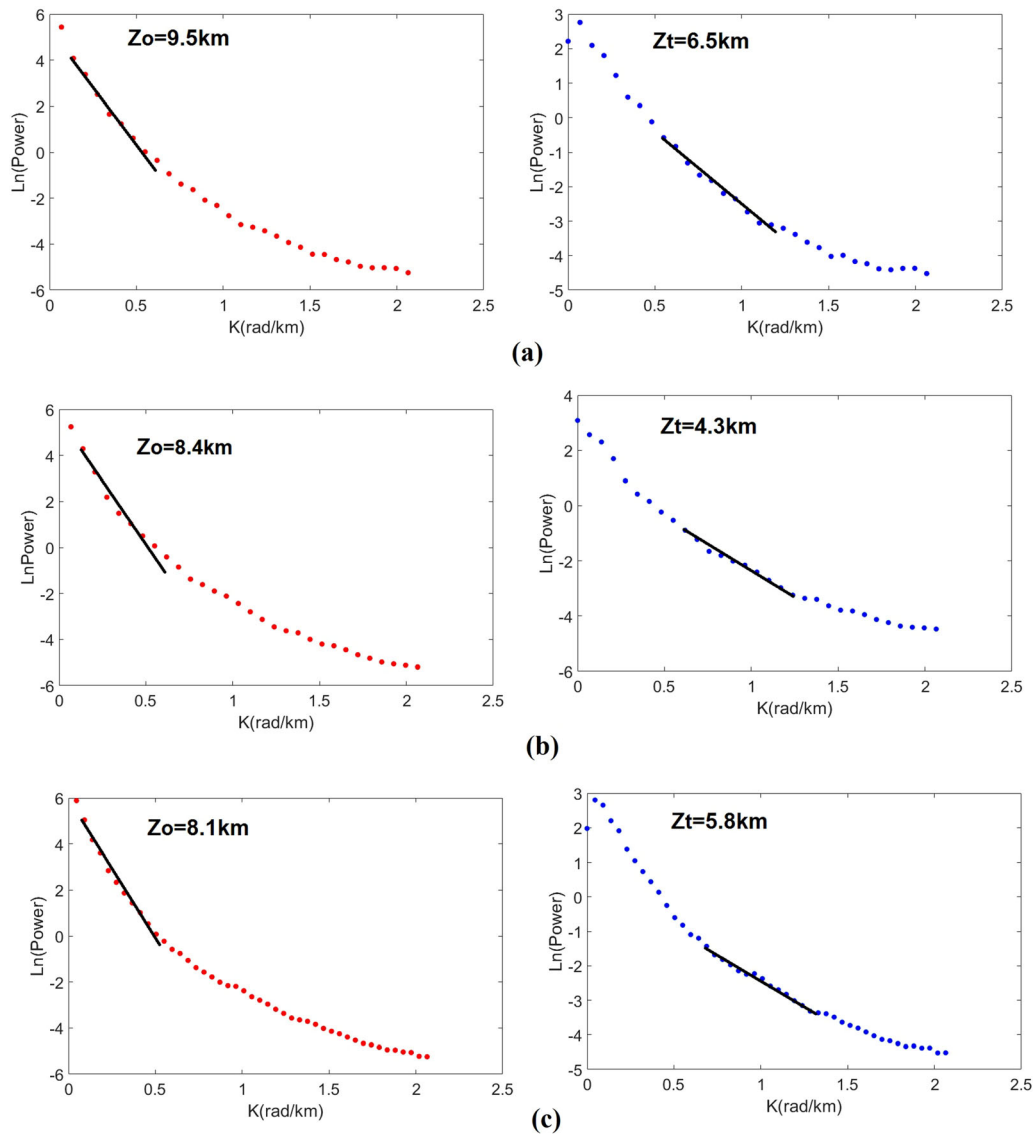 6
4
2
0
-2
-4
-6
Ln(Power)
Zo=9.5km
0 0.5 1 1.5 2 2.5
K(rad/km)
3
2
1
0
-1
-2
-3
-4
-5
Ln(Power)
Zt=6.5km
0 0.5 1 1.5 2 2.5
K(rad/km)
(a)
6
4
2
0
-2
-4
-6
LnPower)
Zo=8.4km
0 0.5 1 1.5 2 2.5
K(rad/km)
4
2
0
-2
-4
-6
Ln(Power)
Zt=4.3km
0 0.5 1 1.5 2 2.5
K(rad/km)
(b)
6
4
2
0
-2
-4
-6
Ln(Power)
Zo=8.1km
0 0.5 1 1.5 2 2.5
K(rad/km)
3
2
1
0
-1
-2
-3
-4
-5
Ln(Power)
Zt=5.8km
0 0.5 1 1.5 2 2.5
K(rad/km)
(c)